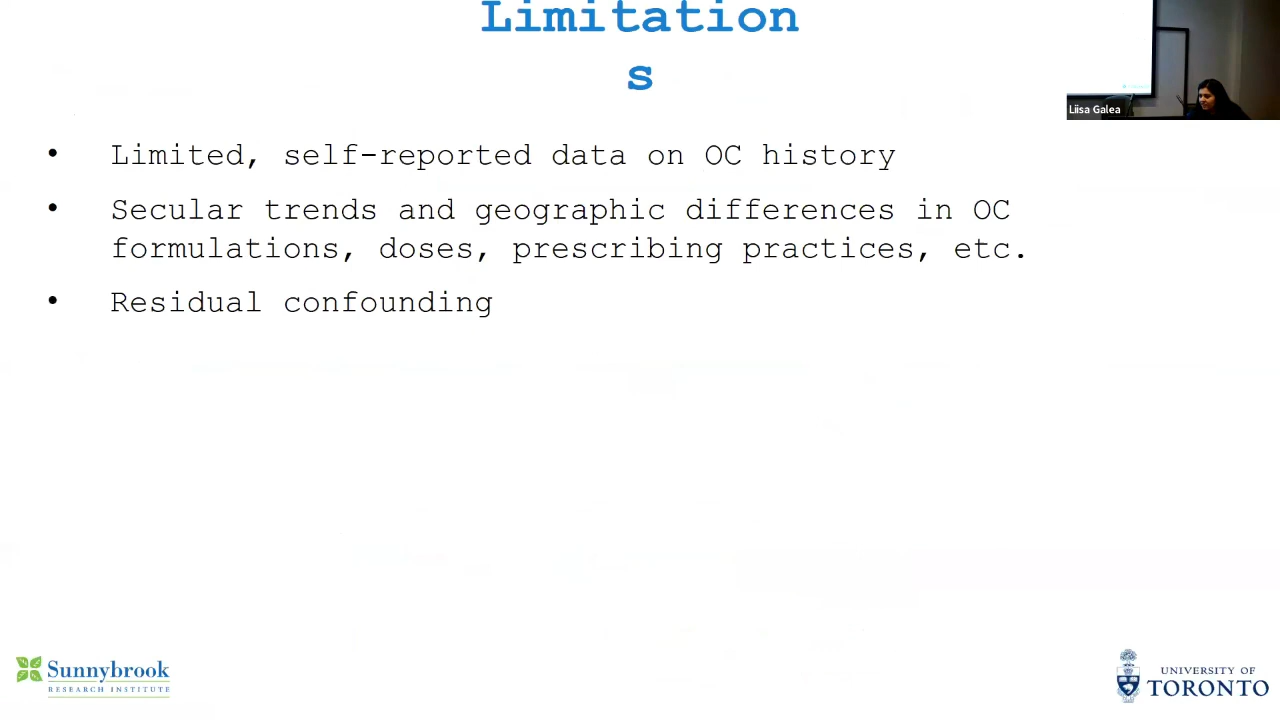 Limitation
s
Liisa Galea
• Limited, self-reported data on OC history
• Secular trends and geographic differences in OC
formulations, doses, prescribing practices, etc.
• Residual confounding
Sunnybrook
RESEARCH INSTITUTE
UNIVERSITY OF
TORONTO